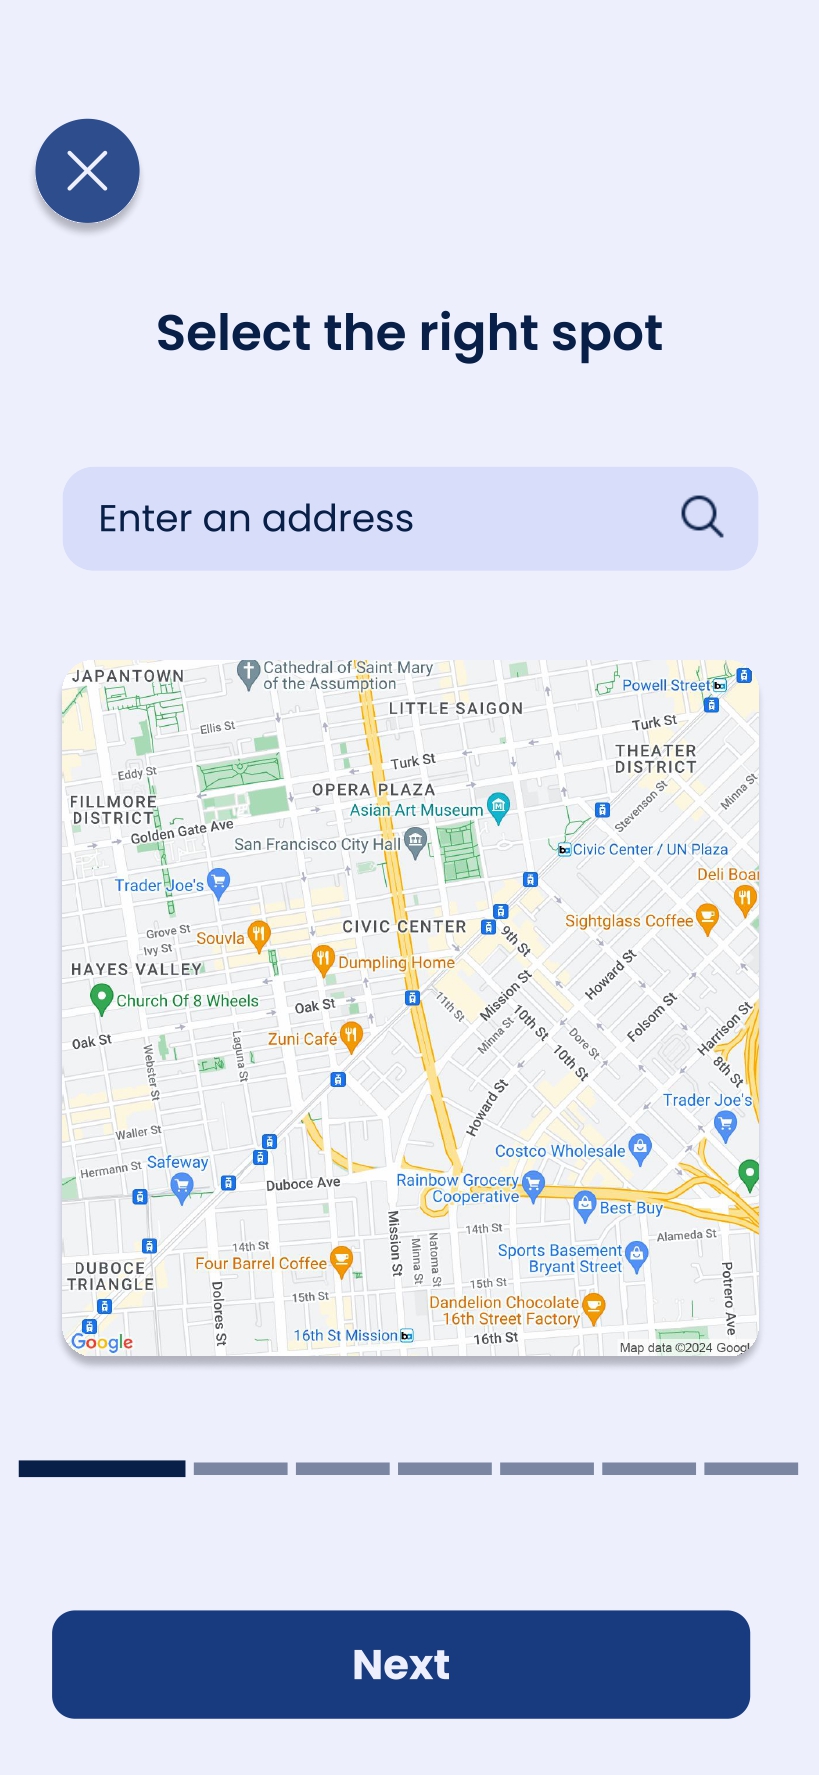 Select the right spot
Enter an address
Cathedral of Saint Mary
of the Assumption
JAPANTOWN
Powell Street
LITTLE SAIGON
Turk St
Ellis St
THEATER
DISTRICT
Turk St
Eddy St
Minna St
OPERA PLAZA
FILLMORE
DISTRICT
Asian Art Museum
Stevenson St
Golden Gate Ave
San Francisco City Hall
Civic Center / UN Plaza
Deli Boar
Trader Joe's
Sightglass Coffee
CIVIC CENTER
Grove St
Souvla
9th St
Ivy St
Dumpling Home
HAYES VALLEY
Howard St
Church Of 8 Wheels
Mission St
11th St
Oak St
Folsom St
10th St
Harrison St
Minna St
Zuni Café
Oak St
Dore St
Laguna St
10th St
8th St
Webster St
Trader Joe's
Howard St
Waller St
Costco Wholesale
Hermann St
Safeway
Duboce Ave
Rainbow Grocery
Cooperative
Best Buy
14th St
Alameda St
Mission St
Natoma St
Minna St
14th St
Sports Basement
Bryant Street
Four Barrel Coffee
DUBOCE
TRIANGLE
15th St
Potrero Ave
15th St
Dolores St
Dandelion Chocolate
16th Street Factory
16th St Mission
16th St
Google
Map data ©2024 Googl
Next